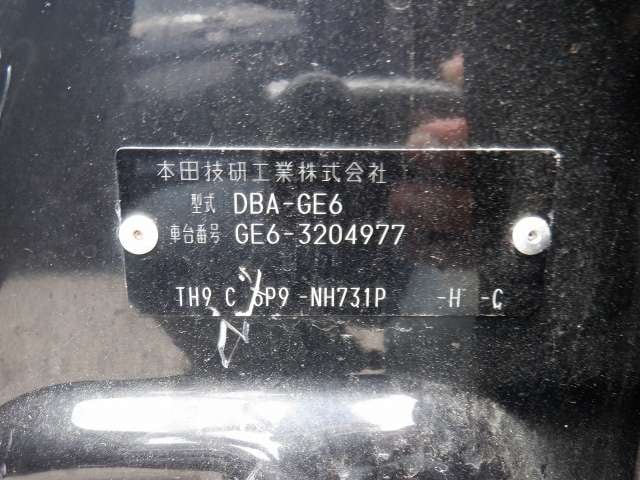 本田技研工業株式会社
型式 DBA-GE6
車台番号 GE6-3204977
TH9 C 6P9 -NH731P -H -C